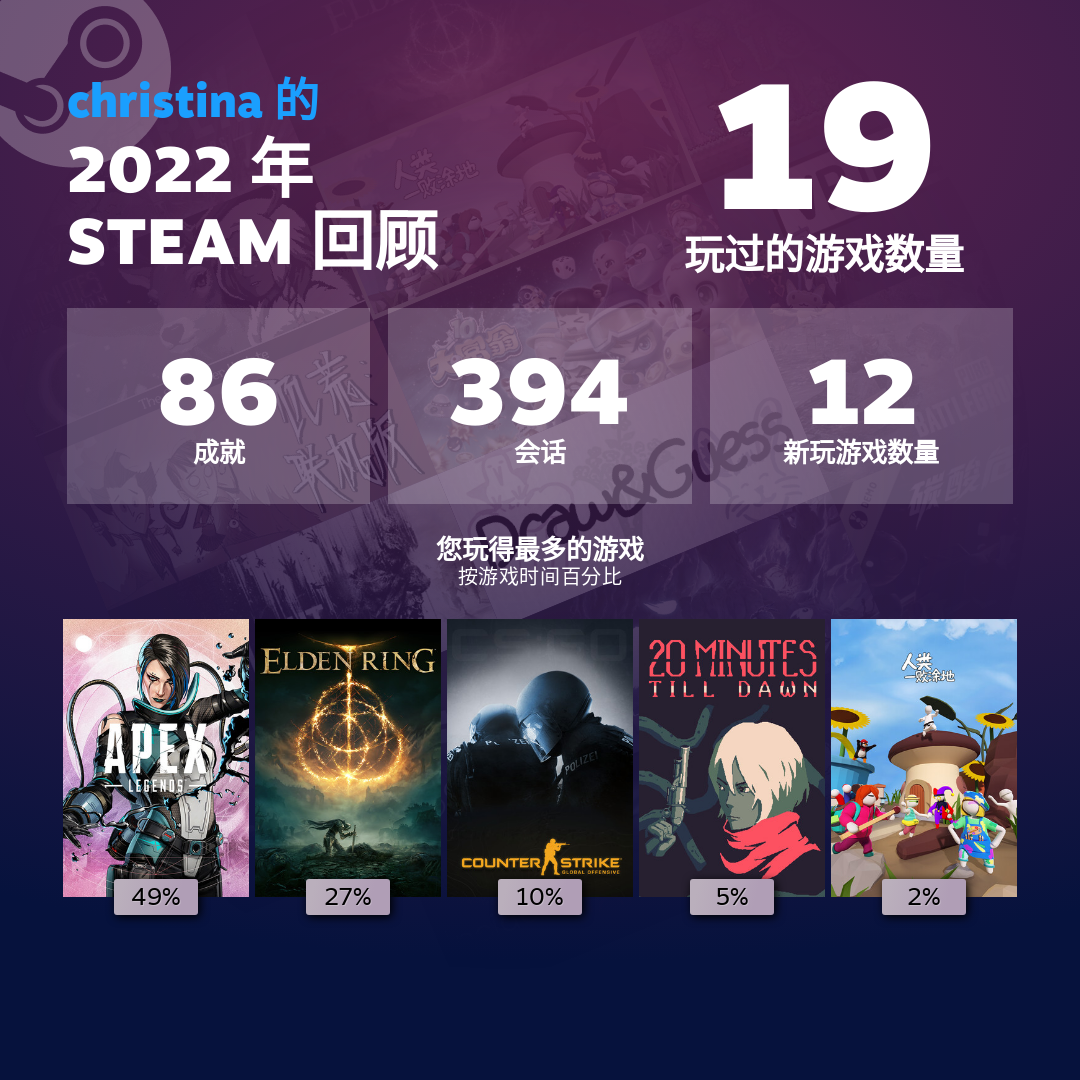 christina 的
2022 年
STEAM 回顾
19
玩过的游戏数量
86
成就
394
会话
12
新玩游戏数量
Draw&Guess
您玩得最多的游戏
按游戏时间百分比
APEX
LEGENDS
49%
ELDEN RING
27%
POLIZEI
COUNTER STRIKE
GLOBAL OFFENSIVE
10%
20 MINUTES
TILL DAWN
5%
人类
一败涂地
2%